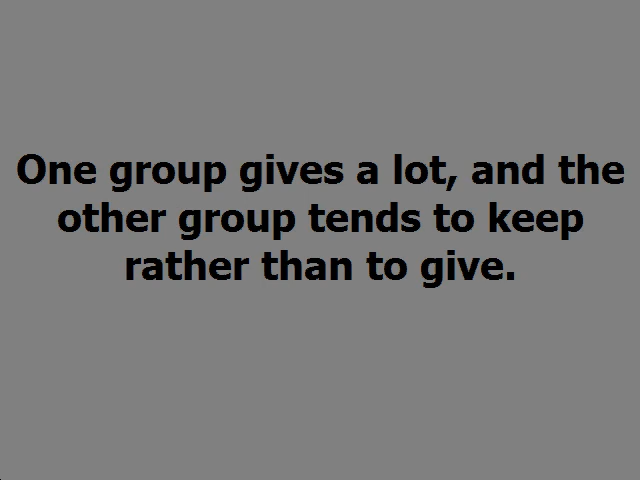 One group gives a lot, and the
other group tends to keep
rather than to give.